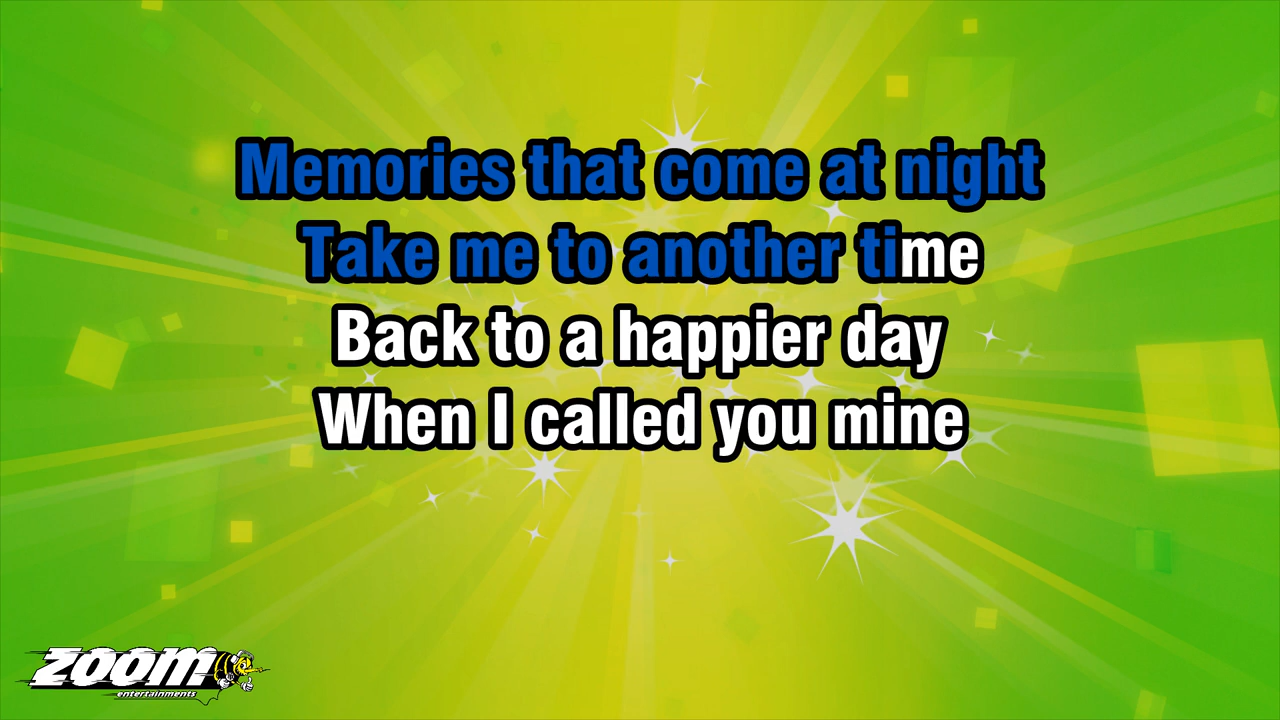 Memories that come at night
Take me to another time
Back to a happier day
When I called you mine
zoom
entertainments